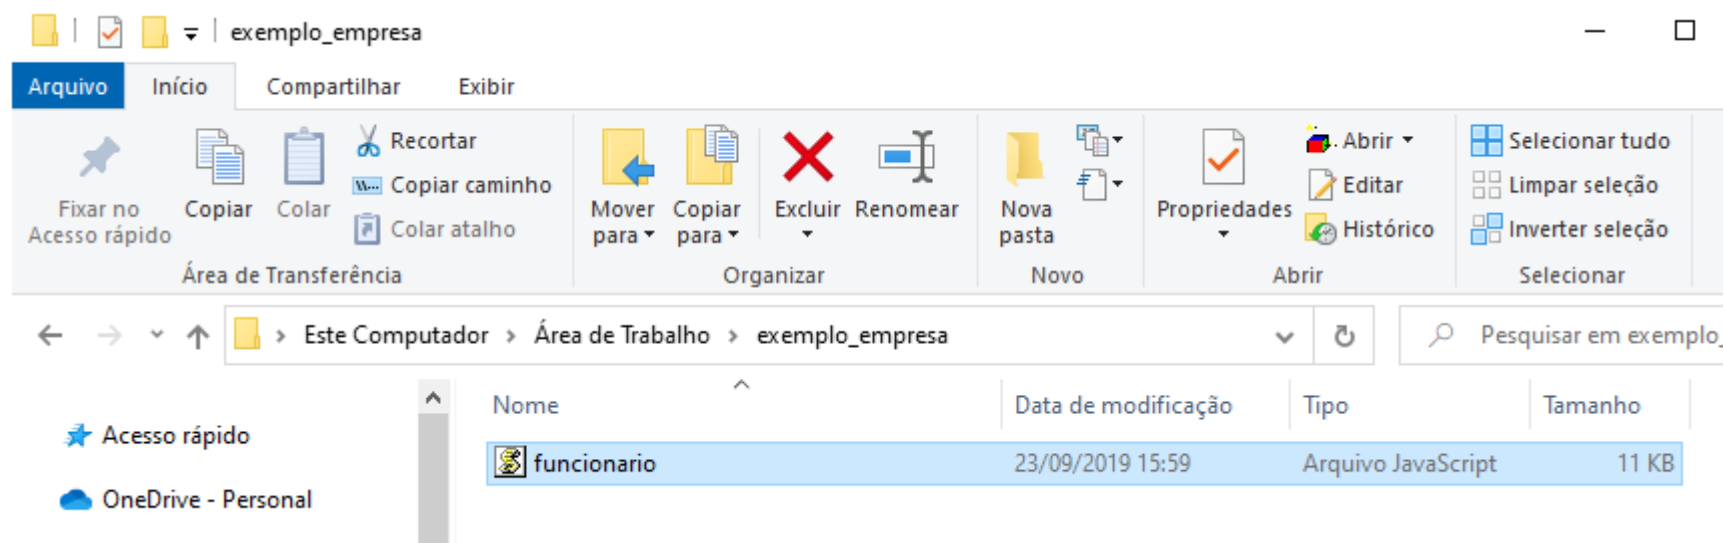 exemplo_empresa
Arquivo Início Compartilhar Exibir
Fixar no
Acesso rápido
Copiar
Colar
Recortar
Copiar caminho
Colar atalho
Área de Transferência
Mover
para
Copiar
para
Excluir
Renomear
Organizar
Nova
pasta
Novo
Propriedades
Abrir
Editar
Histórico
Abrir
Selecionar tudo
Limpar seleção
Inverter seleção
Selecionar
Este Computador > Área de Trabalho > exemplo_empresa
Pesquisar em exemplo_
Acesso rápido
OneDrive - Personal
Nome Data de modificação Tipo Tamanho
funcionario 23/09/2019 15:59 Arquivo JavaScript 11 KB